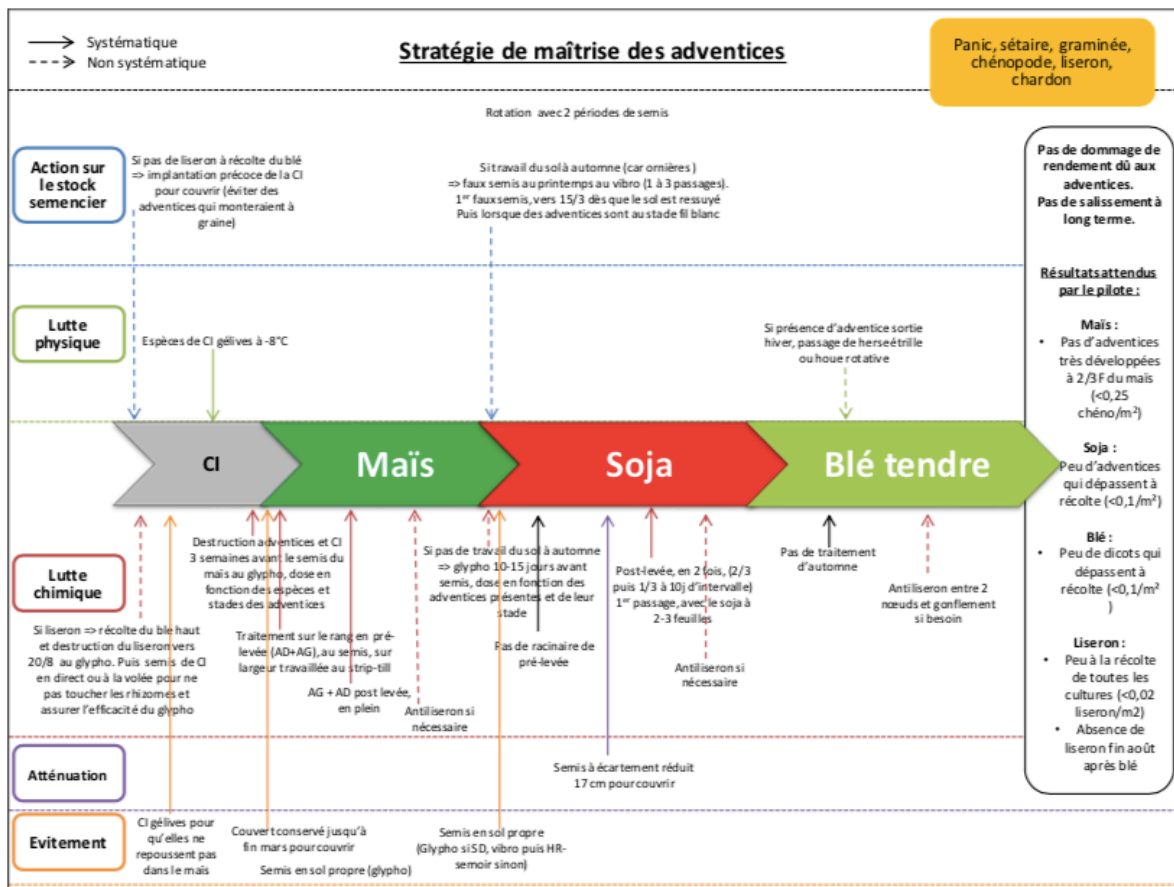 Systématique
Non systématique
Stratégie de maîtrise des adventices
Panic, sétaire, graminée,
chénopode, liseron,
chardon
Rotation avec 2 périodes de semis
Action sur
le stock
semencier
Si pas de liseron à récolte du blé
=> implantation précoce de la CI
pour couvrir (éviter des
adventices qui monteraient à
graine)
Si travail du sol à automne (car ornières )
=> faux semis au printemps au vibro (1 à 3 passages).
1er faux semis, vers 15/3 dès que le sol est ressuyé
Puis lorsque des adventices sont au stade fil blanc
Lutte
physique
Espèces de CI gélives à -8°C
Si présence d'adventice sortie
hiver, passage de herse étrille
ou houe rotative
CI
Maïs
Soja
Blé tendre
Lutte
chimique
Si liseron => récolte du ble haut
et destruction du liseron vers
20/8 au glypho. Puis semis de CI
en direct ou à la volée pour ne
pas toucher les rhizomes et
assurer l'efficacité du glypho
Destruction adventices et CI
3 semaines avant le semis du
maïs au glypho, dose en
fonction des espèces et
stades des adventices
Traitement sur le rang en pré-
levée (AD+AG), au semis, sur
largeur travaillée au strip-till
AG + AD post levée,
en plein
Antiliseron si
nécessaire
Si pas de travail du sol à automne
=> glypho 10-15 jours avant
semis, dose en fonction des
adventices présentes et de leur
stade
Pas de racinaire de
pré-levée
Post-levée, en 2 fois, (2/3
puis 1/3 à 10j d'intervalle)
1er passage, avec le soja à
2-3 feuilles
Antiliseron si
nécessaire
Pas de traitement
d'automne
Antiliseron entre 2
nœuds et gonflement
si besoin
Atténuation
Semis à écartement réduit
17 cm pour couvrir
Evitement
CI gélives pour
qu'elles ne
repoussent pas
dans le maïs
Couvert conservé jusqu'à
fin mars pour couvrir
Semis en sol propre (glypho)
Semis en sol propre
(Glypho si SD, vibro puis HR-
semoir sinon)
Pas de dommage de
rendement dû aux
adventices.
Pas de salissement à
long terme.
Résultats attendus
par le pilote :
Maïs :
• Pas d'adventices
très développées
à 2/3F du maïs
(<0,25
chéno/m²)
Soja :
Peu d'adventices
qui dépassent à
récolte (<0,1/m²)
Blé :
• Peu de dicots qui
dépassent à
récolte (<0,1/m²
)
Liseron :
• Peu à la récolte
de toutes les
cultures (<0,02
liseron/m2)
• Absence de
liseron fin août
après blé